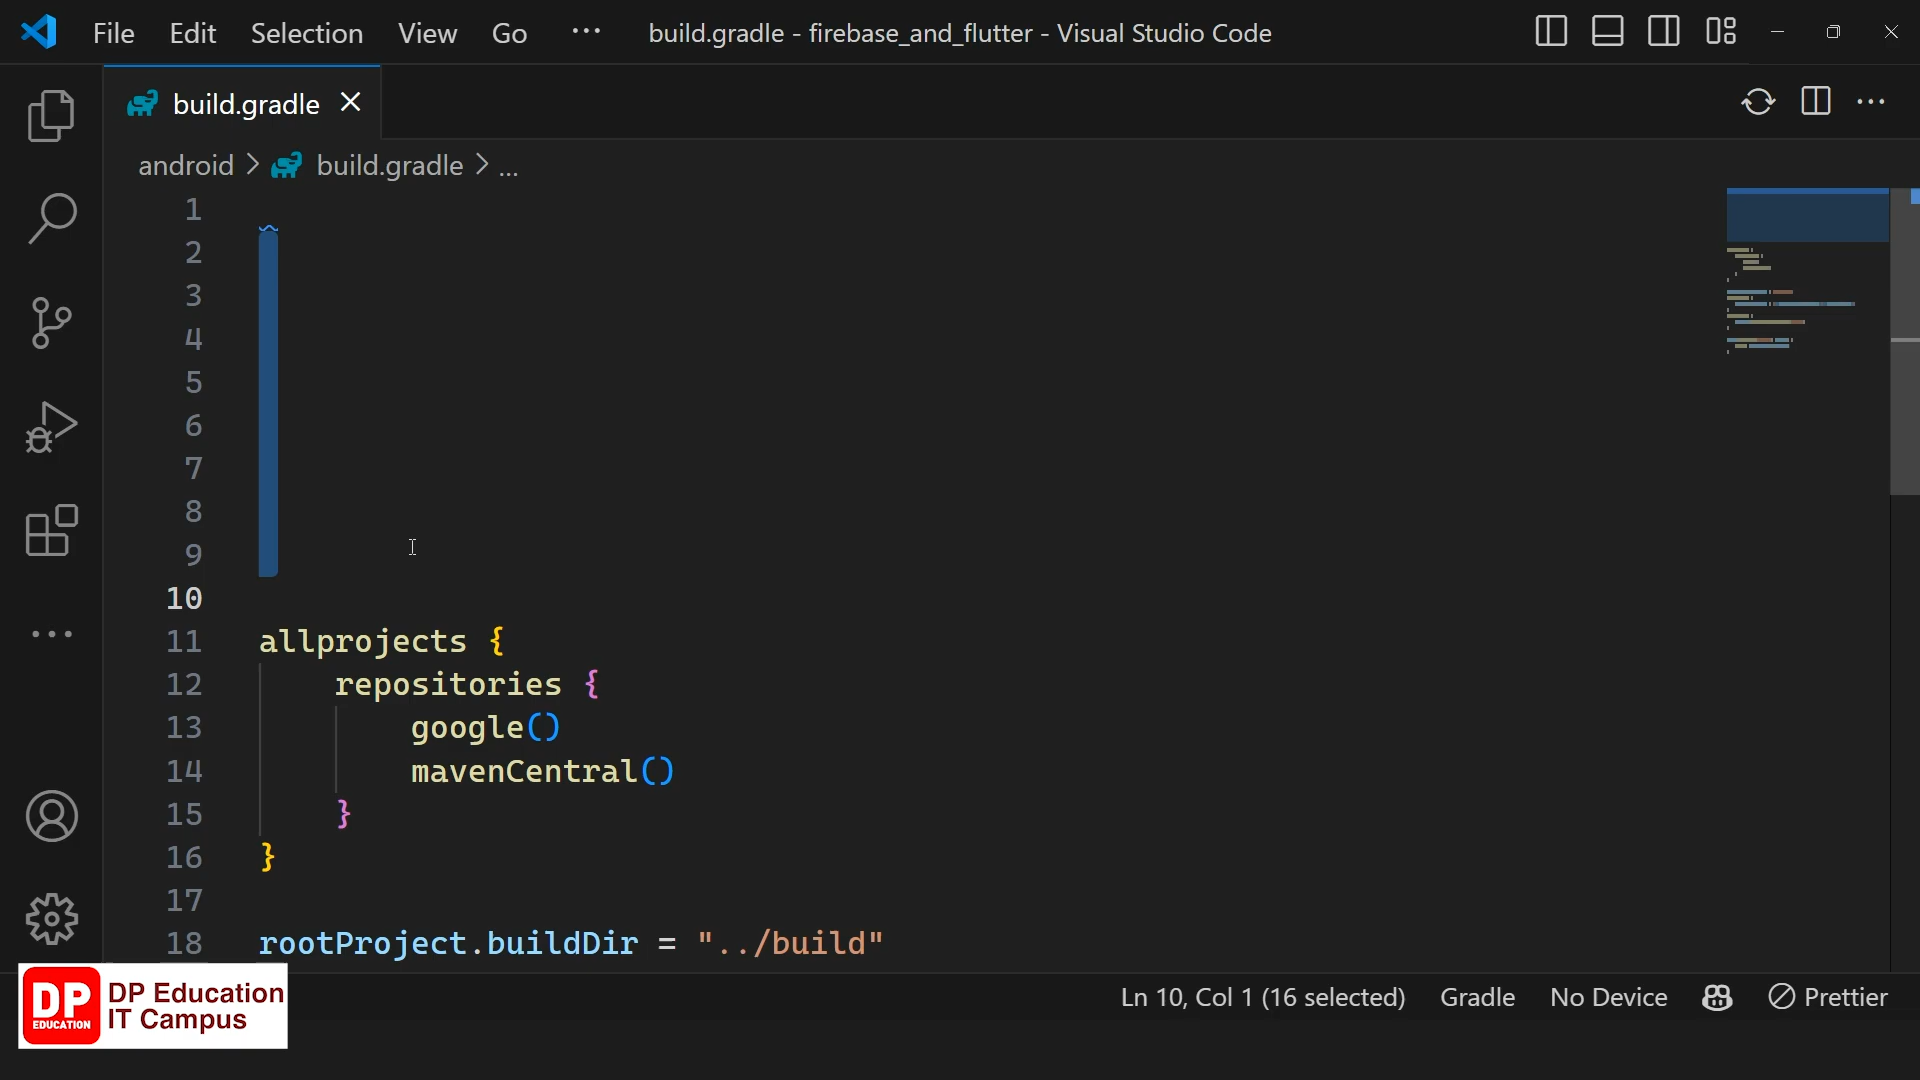 File Edit Selection View Go ··· build.gradle - firebase_and_flutter - Visual Studio Code
build.gradle
android > build.gradle > ...
1
2
3
4
5
6
7
8
9
10
11 allprojects {
12 repositories {
13 google()
14 mavenCentral()
15 }
16 }
17
18 rootProject.buildDir = "../build"
DP EDUCATION
DP Education
IT Campus
Ln 10, Col 1 (16 selected) Gradle No Device Prettier